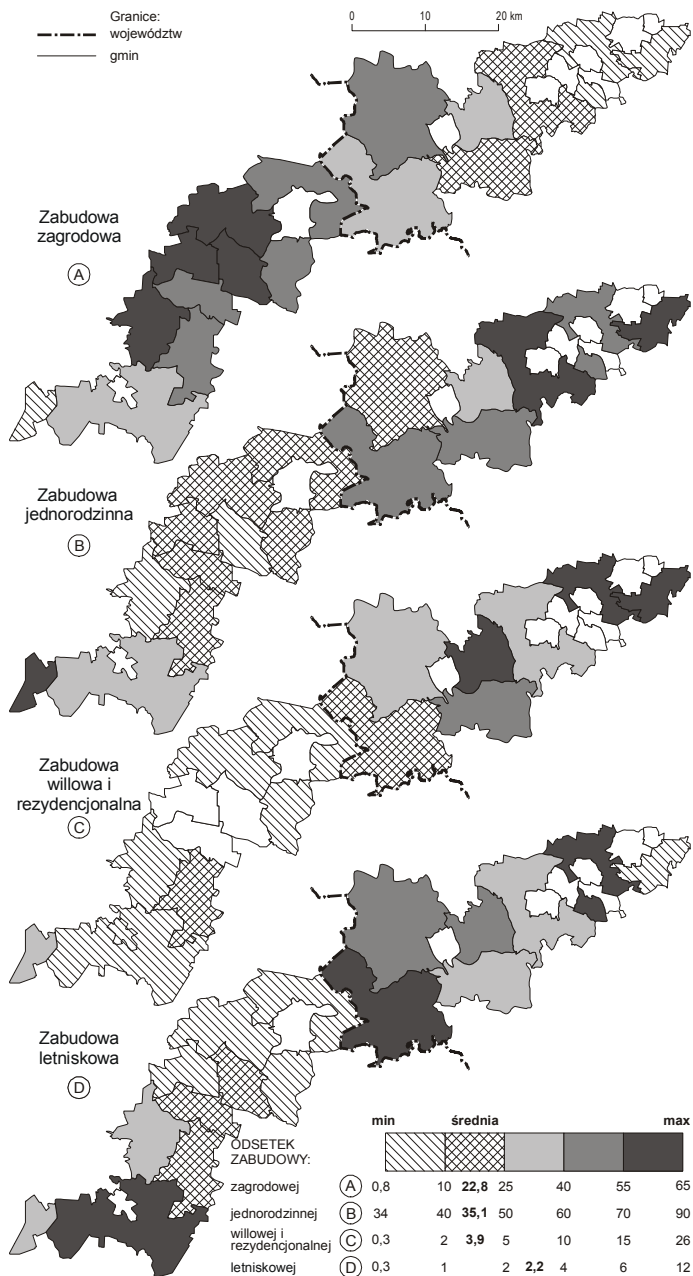 Granice:
województw
gmin
0 10 20 km
Zabudowa
zagrodowa
A
Zabudowa
jednorodzinna
B
Zabudowa
willowa i
rezydencjonalna
C
Zabudowa
letniskowa
D
min średnia max
ODSETEK
ZABUDOWY:
zagrodowej A 0,8 10 22,8 25 40 55 65
jednorodzinnej B 34 40 35,1 50 60 70 90
willowej i
rezydencjonalnej C 0,3 2 3,9 5 10 15 26
letniskowej D 0,3 1 2 2,2 4 6 12